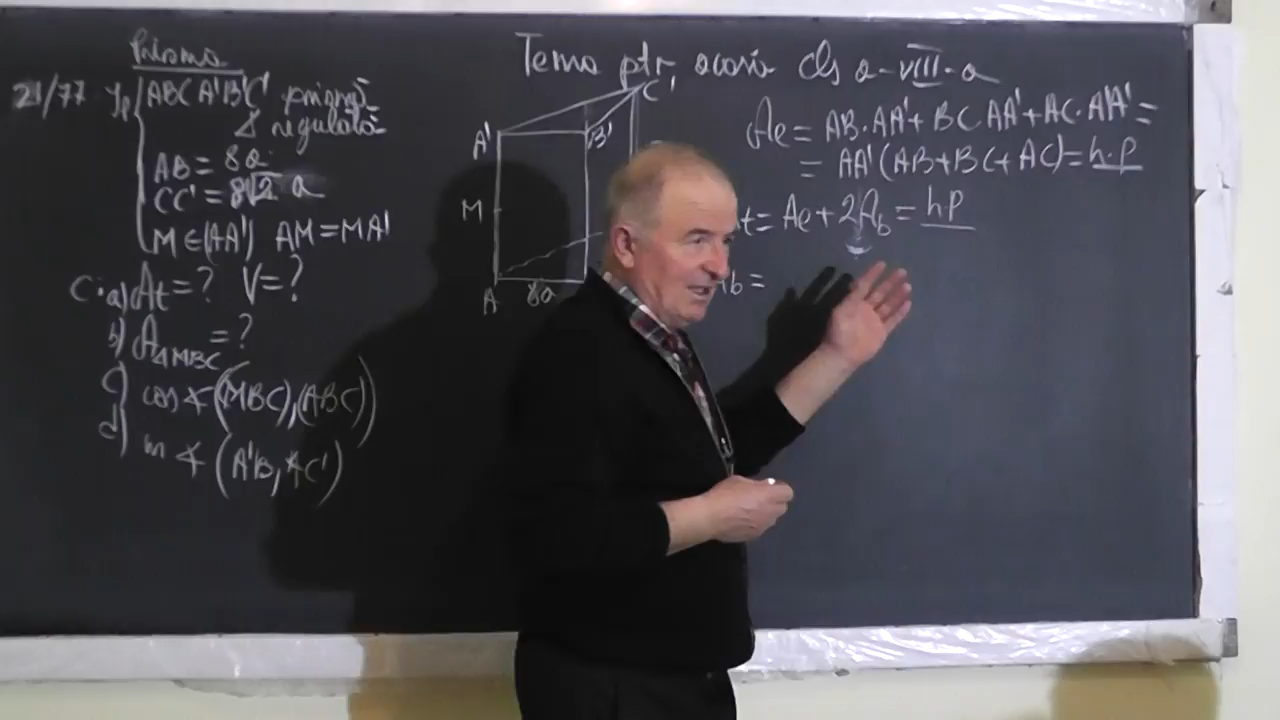 Prisma
Tema ptr. acasă cls a-VIII-a
21/77 Ip ABCA'B'C' prismă
Δ regulată
AB = 8a
CC' = 8√2 a
M∈(AA') AM=MA'
C: a) At=? V=?
b) A△MBC =?
c) cos∢((MBC),(ABC))
d) m∢(A'B, AC')
C'
A'
B'
M
A
8a
Al = AB·AA'+BC·AA'+AC·AA'=
= AA'(AB+BC+AC)=h·p
t= Al+2Ab= h·p
b=